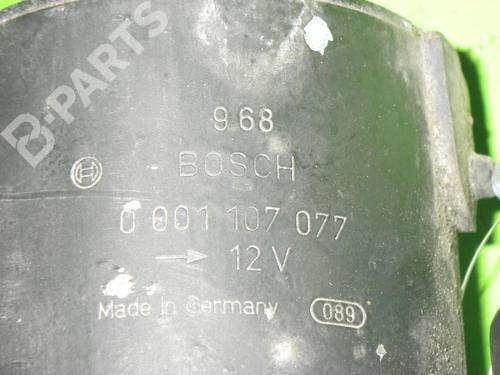 B-PARTS
968
BOSCH
0 001 107 077
→ 12 V
Made in Germany 089